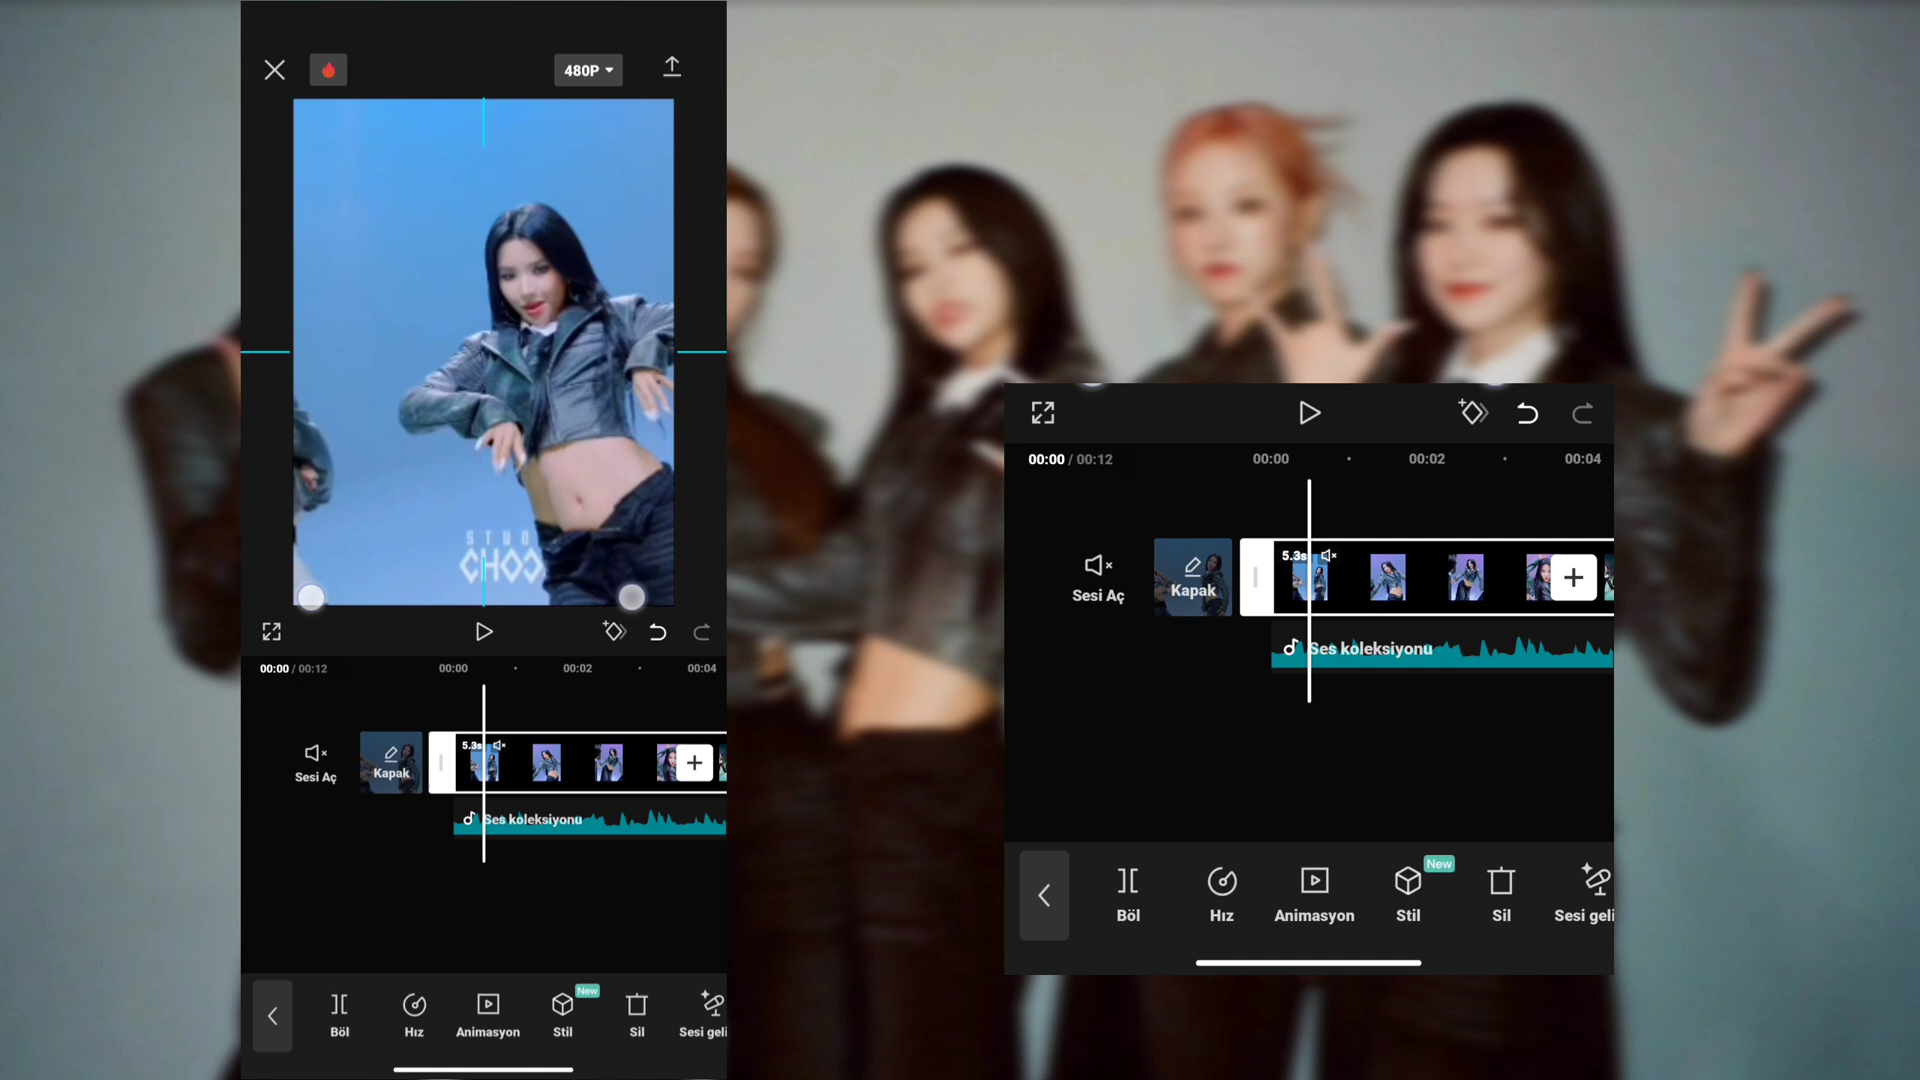 480P
STUD
CHOC
00:00 / 00:12
00:00
00:02
00:04
5.3s
Sesi Aç
Kapak
Ses koleksiyonu
New
Böl
Hız
Animasyon
Stil
Sil
Sesi geli
00:00 / 00:12
00:00
00:02
00:04
5.3s
Sesi Aç
Kapak
Ses koleksiyonu
New
Böl
Hız
Animasyon
Stil
Sil
Sesi geli